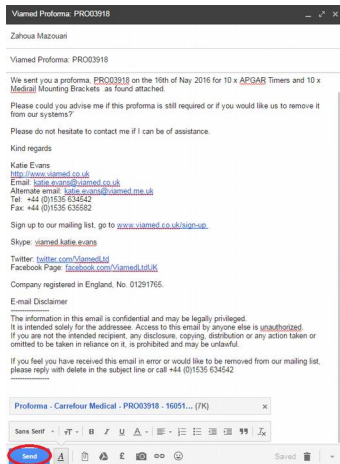 Viamed Proforma: PRO03918
Zahoua Mazouari
Viamed Proforma: PRO03918
We sent you a proforma, PRO03918 on the 16th of Nay 2016 for 10 x APGAR Timers and 10 x
Medirail Mounting Brackets as found attached.
Please could you advise me if this proforma is still required or if you would like us to remove it
from our systems?'
Please do not hesitate to contact me if I can be of assistance.
Kind regards
Katie Evans
http://www.viamed.co.uk
Email: katie.evans@viamed.co.uk
Alternate email: katie.evans@viamed.me.uk
Tel: +44 (0)1535 634542
Fax: +44 (0)1535 635582
Sign up to our mailing list, go to www.viamed.co.uk/sign-up.
Skype: viamed.katie.evans
Twitter: twitter.com/ViamedLtd
Facebook Page: facebook.com/ViamedLtdUK
Company registered in England, No. 01291765.
E-mail Disclaimer
----------------
The information in this email is confidential and may be legally privileged.
It is intended solely for the addressee. Access to this email by anyone else is unauthorized.
If you are not the intended recipient, any disclosure, copying, distribution or any action taken or
omitted to be taken in reliance on it, is prohibited and may be unlawful.
If you feel you have received this email in error or would like to be removed from our mailing list,
please reply with delete in the subject line or call +44 (0)1535 634542
----------------
Proforma - Carrefour Medical - PRO03918 - 16051... (7K) x
Sans Serif
Send
Saved